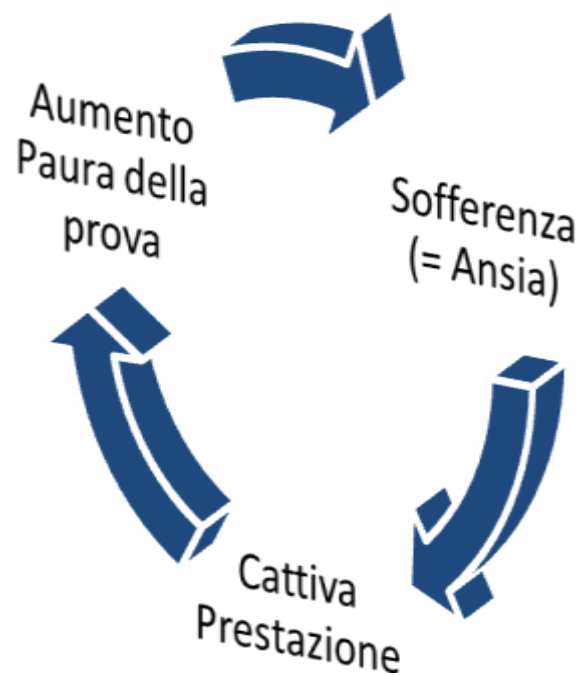 Aumento
Paura della
prova
Sofferenza
(= Ansia)
Cattiva
Prestazione